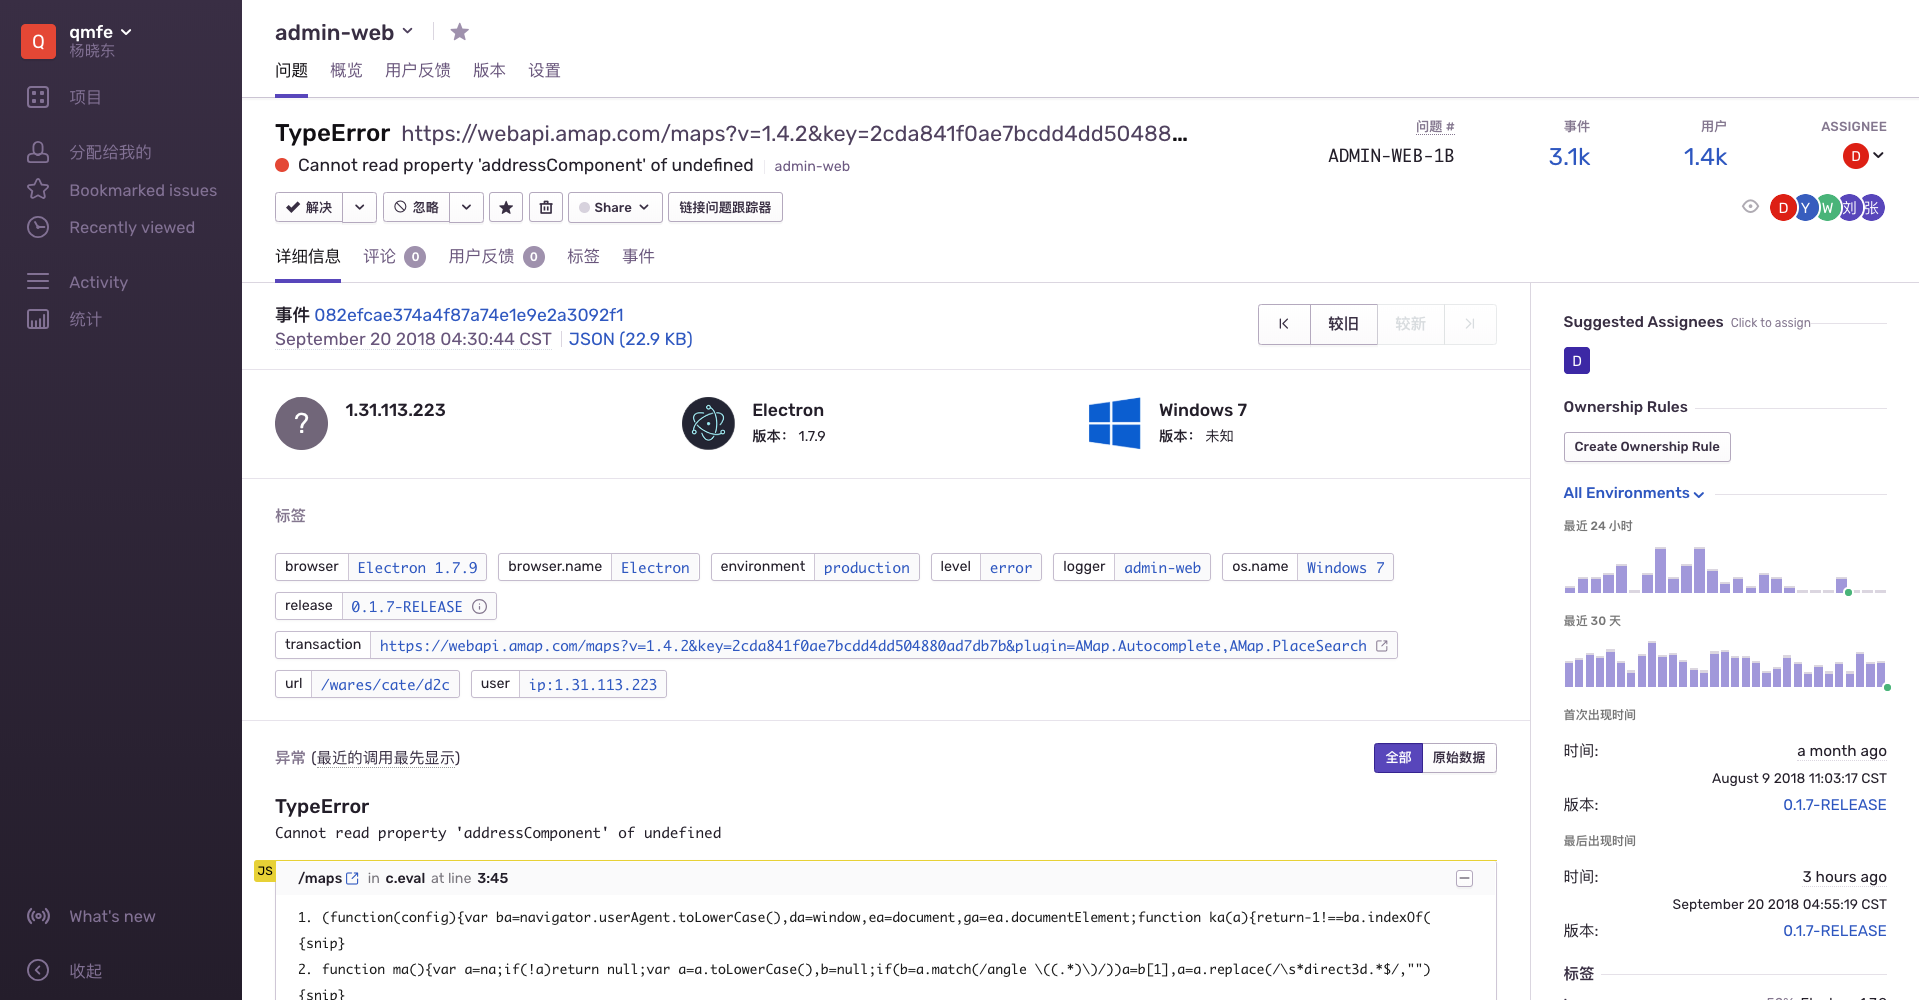 Q
qmfe
杨晓东
项目
分配给我的
Bookmarked issues
Recently viewed
Activity
统计
What's new
收起
admin-web
问题 概览 用户反馈 版本 设置
TypeError https://webapi.amap.com/maps?v=1.4.2&key=2cda841f0ae7bcdd4dd50488...
Cannot read property 'addressComponent' of undefined admin-web
问题 # 事件 用户 ASSIGNEE
ADMIN-WEB-1B 3.1k 1.4k D
解决 忽略 Share 链接问题跟踪器
D Y W 刘 张
详细信息 评论 0 用户反馈 0 标签 事件
事件 082efcae374a4f87a74e1e9e2a3092f1
September 20 2018 04:30:44 CST JSON (22.9 KB)
较旧 较新
? 1.31.113.223
Electron
版本： 1.7.9
Windows 7
版本： 未知
标签
browser Electron 1.7.9 browser.name Electron environment production level error logger admin-web os.name Windows 7
release 0.1.7-RELEASE
transaction https://webapi.amap.com/maps?v=1.4.2&key=2cda841f0ae7bcdd4dd504880ad7db7b&plugin=AMap.Autocomplete,AMap.PlaceSearch
url /wares/cate/d2c user ip:1.31.113.223
异常 (最近的调用最先显示) 全部 原始数据
TypeError
Cannot read property 'addressComponent' of undefined
JS
/maps in c.eval at line 3:45
1. (function(config){var ba=navigator.userAgent.toLowerCase(),da=window,ea=document,ga=ea.documentElement;function ka(a){return-1!==ba.indexOf(
{snip}
2. function ma(){var a=na;if(!a)return null;var a=a.toLowerCase(),b=null;if(b=a.match(/angle \((.*)\)/))a=b[1],a=a.replace(/\s*direct3d.*$/,"")
{snip}
Suggested Assignees Click to assign
D
Ownership Rules
Create Ownership Rule
All Environments
最近 24 小时
最近 30 天
首次出现时间
时间: a month ago
August 9 2018 11:03:17 CST
版本: 0.1.7-RELEASE
最后出现时间
时间: 3 hours ago
September 20 2018 04:55:19 CST
版本: 0.1.7-RELEASE
标签